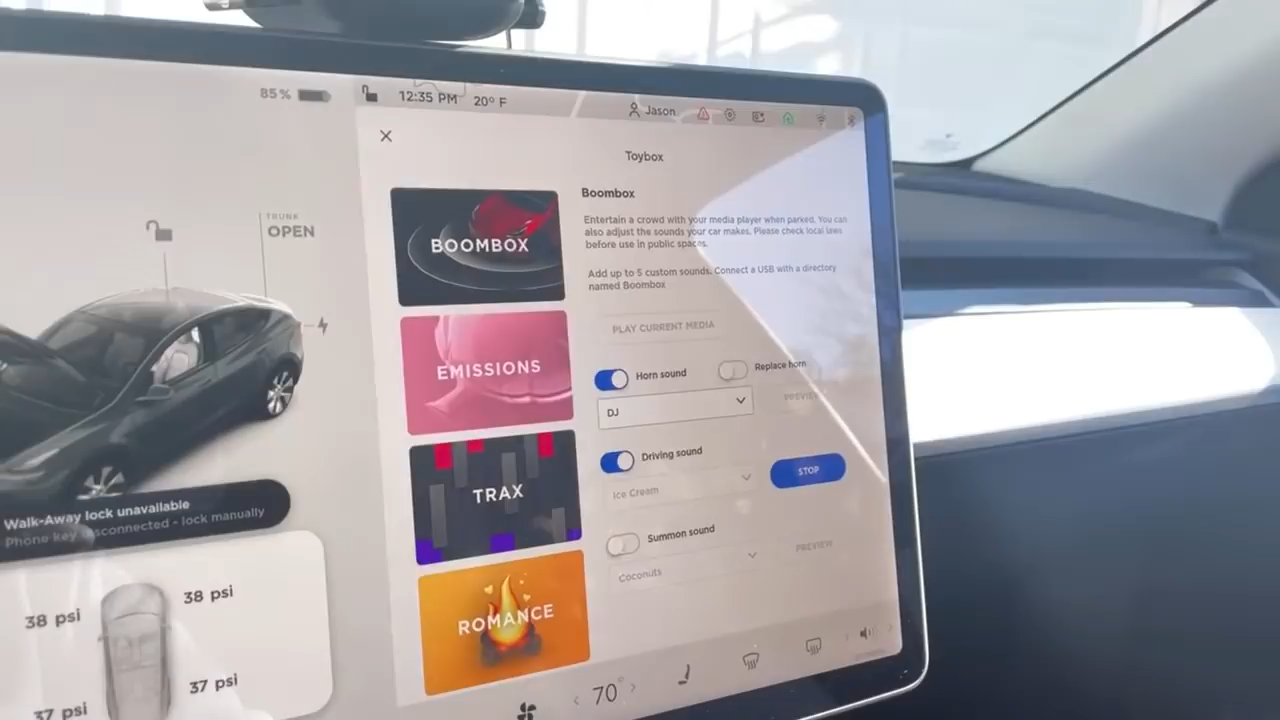 85%
12:35 PM 20° F
Jason
Toybox
TRUNK
OPEN
BOOMBOX
EMISSIONS
TRAX
ROMANCE
Boombox
Entertain a crowd with your media player when parked. You can
also adjust the sounds your car makes. Please check local laws
before use in public spaces.
Add up to 5 custom sounds. Connect a USB with a directory
named Boombox
PLAY CURRENT MEDIA
Horn sound
Replace horn
DJ
PREVIEW
Driving sound
Ice Cream
STOP
Summon sound
Coconuts
PREVIEW
Walk-Away lock unavailable
Phone key disconnected - lock manually
38 psi
38 psi
37 psi
37 psi
< 70° >